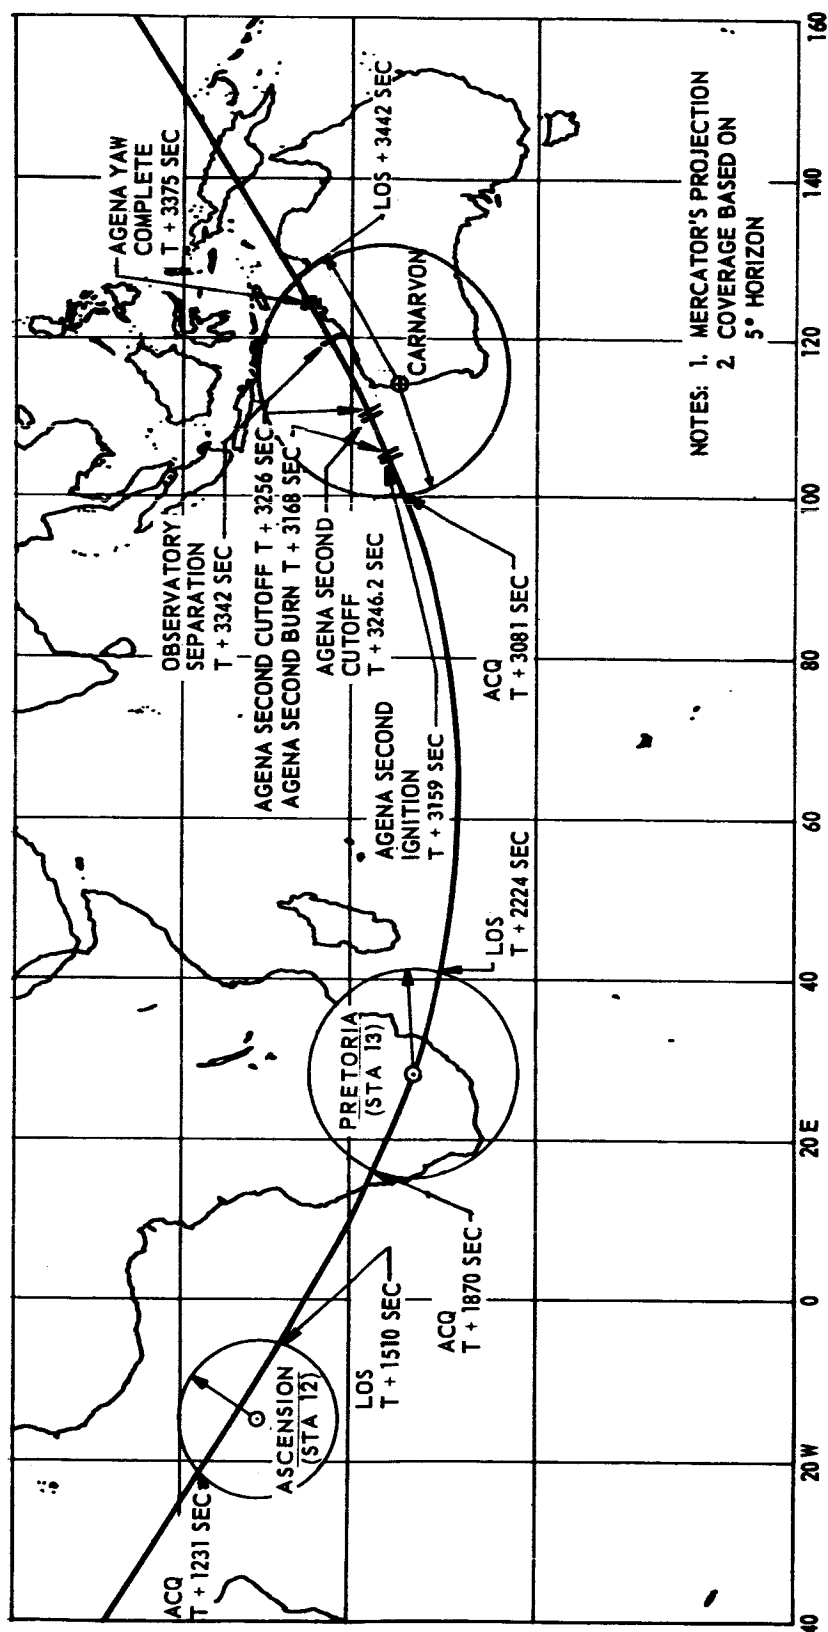 ACQ
T + 1231 SEC
ASCENSION
(STA 12)
LOS
T + 1510 SEC
ACQ
T + 1870 SEC
PRETORIA
(STA 13)
LOS
T + 2224 SEC
OBSERVATORY
SEPARATION
T + 3342 SEC
AGENA SECOND CUTOFF T + 3256 SEC
AGENA SECOND BURN T + 3168 SEC
AGENA SECOND
CUTOFF
T + 3246.2 SEC
AGENA SECOND
IGNITION
T + 3159 SEC
ACQ
T + 3081 SEC
AGENA YAW
COMPLETE
T + 3375 SEC
LOS + 3442 SEC
CARNARVON
NOTES: 1. MERCATOR'S PROJECTION
2. COVERAGE BASED ON
5° HORIZON
40 20 W 0 20 E 40 60 80 100 120 140 160